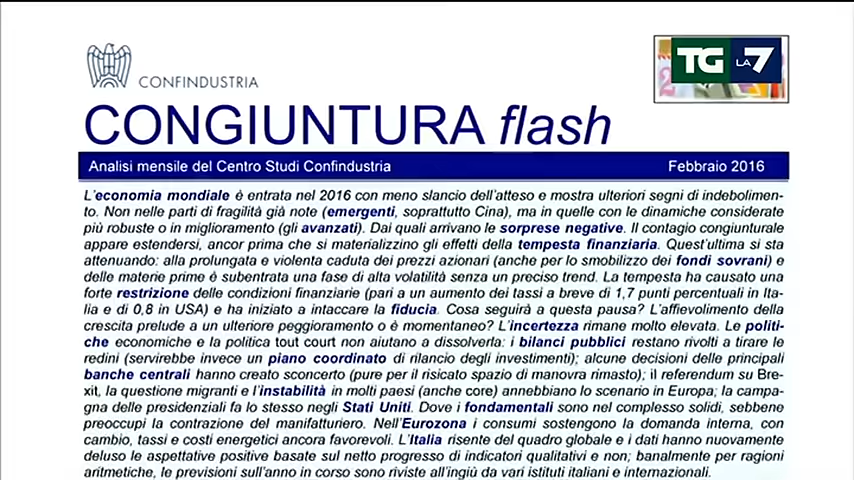 TG LA 7
CONFINDUSTRIA
CONGIUNTURA flash
Analisi mensile del Centro Studi Confindustria Febbraio 2016
L'economia mondiale è entrata nel 2016 con meno slancio dell'atteso e mostra ulteriori segni di indebolimen-
to. Non nelle parti di fragilità già note (emergenti, soprattutto Cina), ma in quelle con le dinamiche considerate
più robuste o in miglioramento (gli avanzati). Dai quali arrivano le sorprese negative. Il contagio congiunturale
appare estendersi, ancor prima che si materializzino gli effetti della tempesta finanziaria. Quest'ultima si sta
attenuando: alla prolungata e violenta caduta dei prezzi azionari (anche per lo smobilizzo dei fondi sovrani) e
delle materie prime è subentrata una fase di alta volatilità senza un preciso trend. La tempesta ha causato una
forte restrizione delle condizioni finanziarie (pari a un aumento dei tassi a breve di 1,7 punti percentuali in Ita-
lia e di 0,8 in USA) e ha iniziato a intaccare la fiducia. Cosa seguirà a questa pausa? L'affievolimento della
crescita prelude a un ulteriore peggioramento o è momentaneo? L'incertezza rimane molto elevata. Le politi-
che economiche e la politica tout court non aiutano a dissolverla: i bilanci pubblici restano rivolti a tirare le
redini (servirebbe invece un piano coordinato di rilancio degli investimenti); alcune decisioni delle principali
banche centrali hanno creato sconcerto (pure per il risicato spazio di manovra rimasto); il referendum su Bre-
xit, la questione migranti e l'instabilità in molti paesi (anche core) annebbiano lo scenario in Europa; la campa-
gna delle presidenziali fa lo stesso negli Stati Uniti. Dove i fondamentali sono nel complesso solidi, sebbene
preoccupi la contrazione del manifatturiero. Nell'Eurozona i consumi sostengono la domanda interna, con
cambio, tassi e costi energetici ancora favorevoli. L'Italia risente del quadro globale e i dati hanno nuovamente
deluso le aspettative positive basate sul netto progresso di indicatori qualitativi e non; banalmente per ragioni
aritmetiche, le previsioni sull'anno in corso sono riviste all'ingiù da vari istituti italiani e internazionali.